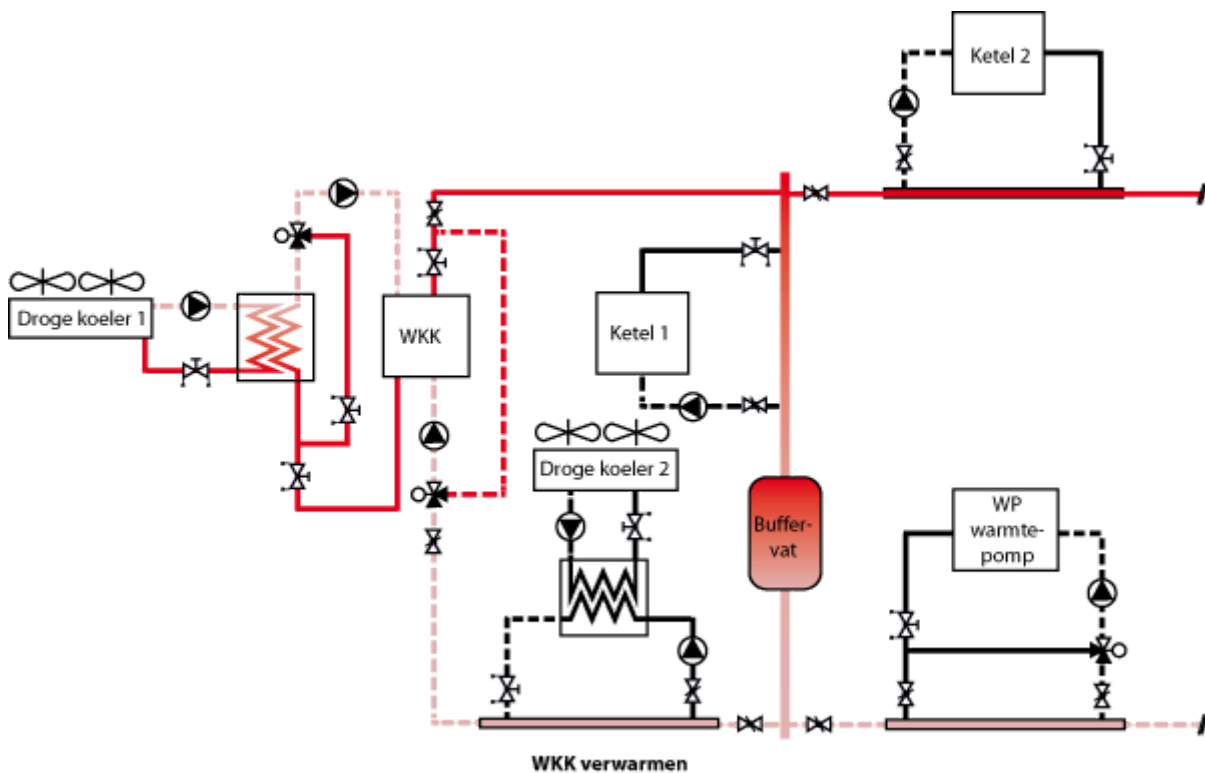 Ketel 2
Droge koeler 1
WKK
Ketel 1
Droge koeler 2
Buffer-
vat
WP
warmte-
pomp
WKK verwarmen